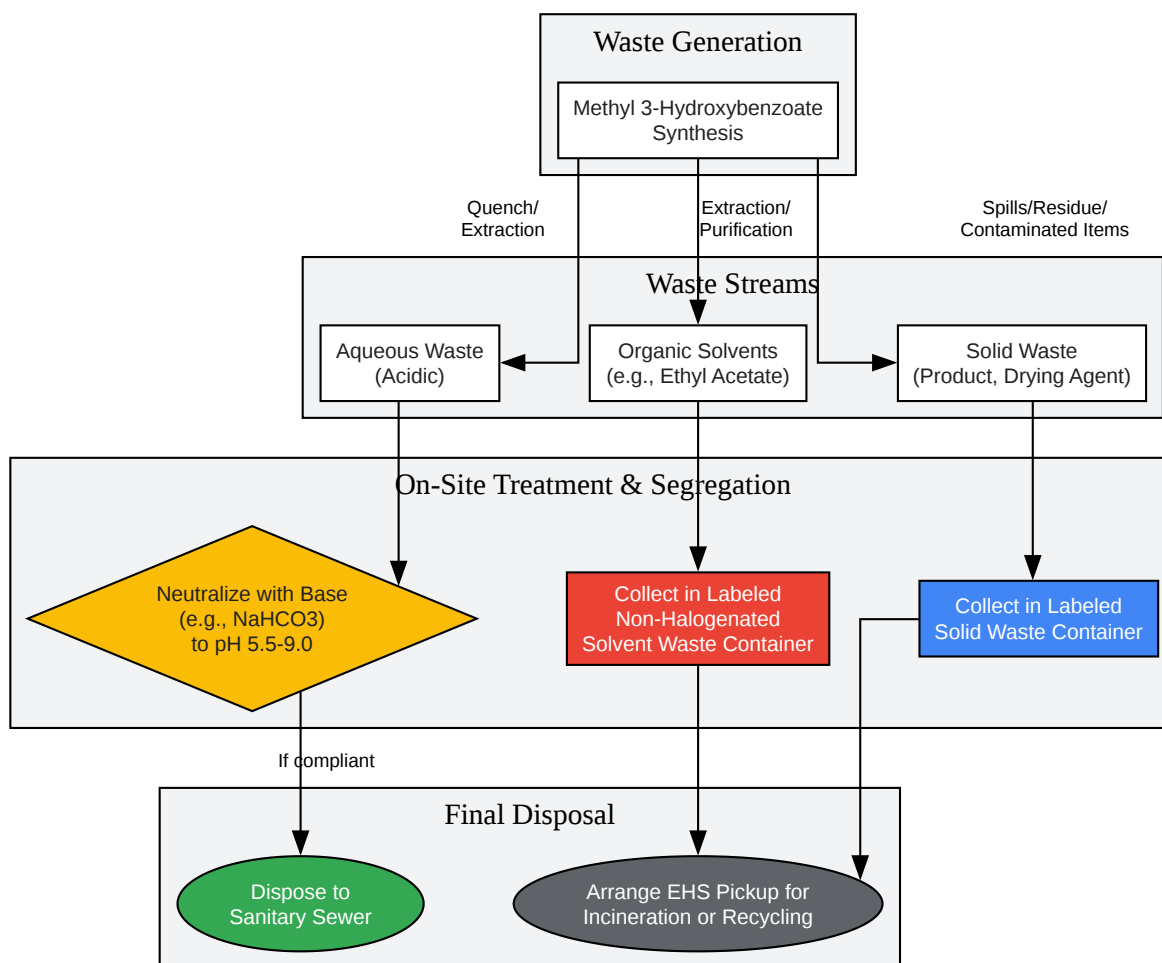 Waste Generation
Methyl 3-Hydroxybenzoate
Synthesis
Quench/
Extraction
Extraction/
Purification
Spills/Residue/
Contaminated Items
Waste Streams
Aqueous Waste
(Acidic)
Organic Solvents
(e.g., Ethyl Acetate)
Solid Waste
(Product, Drying Agent)
On-Site Treatment & Segregation
Neutralize with Base
(e.g., NaHCO3)
to pH 5.5-9.0
Collect in Labeled
Non-Halogenated
Solvent Waste Container
Collect in Labeled
Solid Waste Container
If compliant
Final Disposal
Dispose to
Sanitary Sewer
Arrange EHS Pickup for
Incineration or Recycling